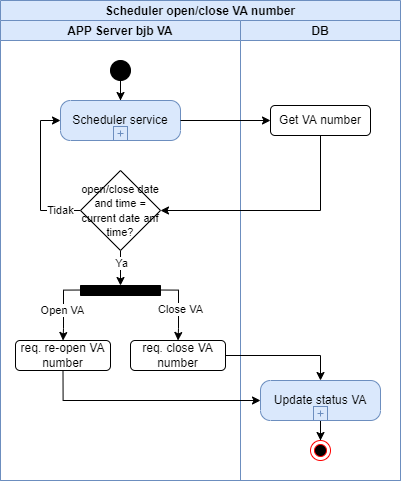 Scheduler open/close VA number
APP Server bjb VA
DB
Scheduler service
+
Get VA number
open/close date
and time =
current date anf
time?
Tidak
Ya
Open VA
Close VA
req. re-open VA
number
req. close VA
number
Update status VA
+